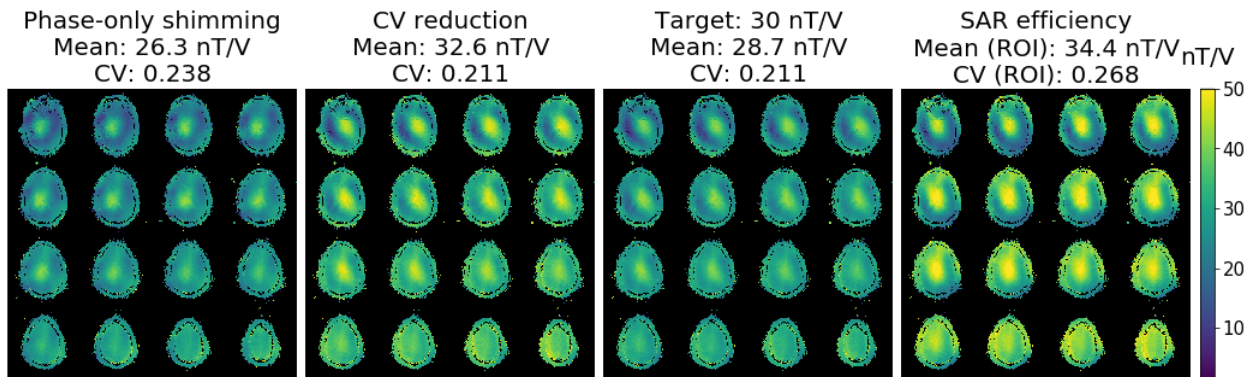 Phase-only shimming
Mean: 26.3 nT/V
CV: 0.238
CV reduction
Mean: 32.6 nT/V
CV: 0.211
Target: 30 nT/V
Mean: 28.7 nT/V
CV: 0.211
SAR efficiency
Mean (ROI): 34.4 nT/V
CV (ROI): 0.268
nT/V
50
40
30
20
10